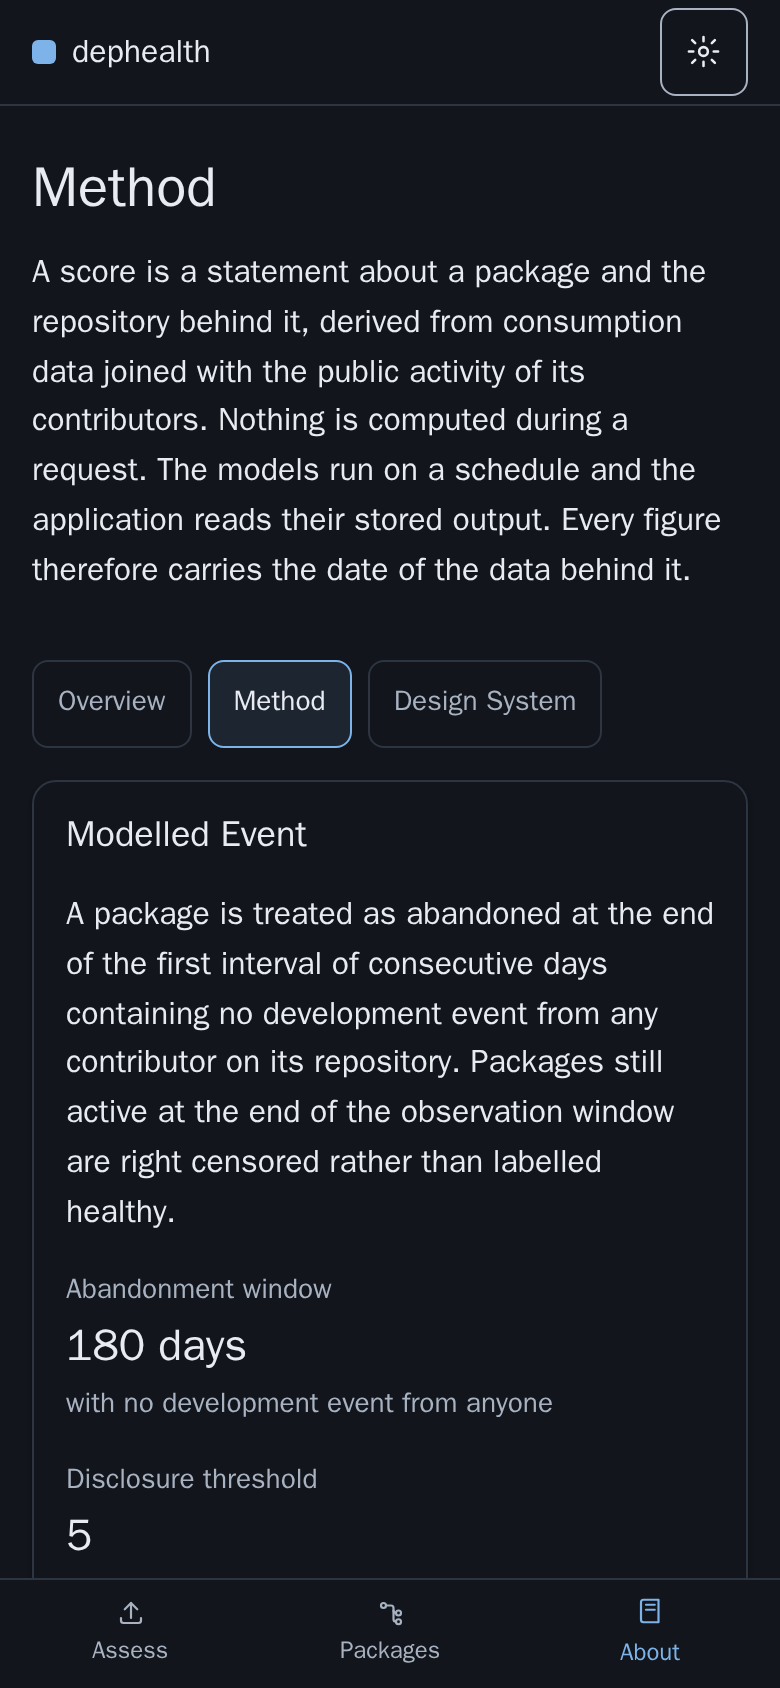 dephealth
Method
A score is a statement about a package and the
repository behind it, derived from consumption
data joined with the public activity of its
contributors. Nothing is computed during a
request. The models run on a schedule and the
application reads their stored output. Every figure
therefore carries the date of the data behind it.
Overview Method Design System
Modelled Event
A package is treated as abandoned at the end
of the first interval of consecutive days
containing no development event from any
contributor on its repository. Packages still
active at the end of the observation window
are right censored rather than labelled
healthy.
Abandonment window
180 days
with no development event from anyone
Disclosure threshold
5
Assess Packages About